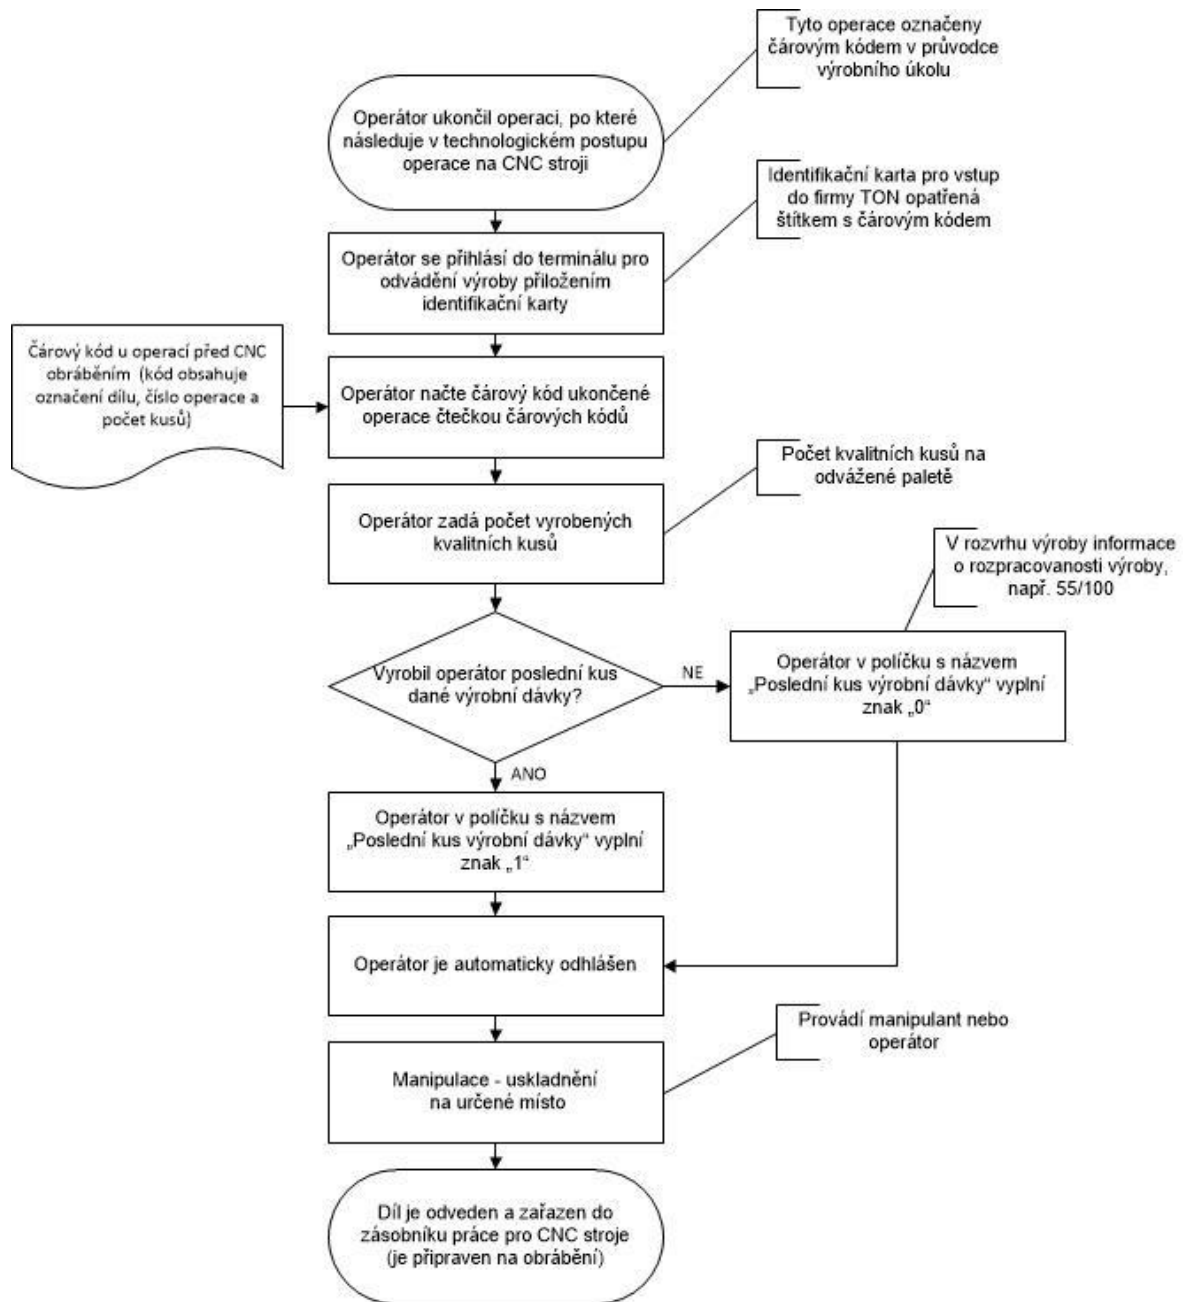 Tyto operace označeny
čárovým kódem v průvodce
výrobního úkolu
Operátor ukončil operaci, po které
následuje v technologickém postupu
operace na CNC stroji
Identifikační karta pro vstup
do firmy TON opatřená
štítkem s čárovým kódem
Operátor se přihlásí do terminálu pro
odvádění výroby přiložením
identifikační karty
Čárový kód u operací před CNC
obráběním (kód obsahuje
označení dílu, číslo operace a
počet kusů)
Operátor načte čárový kód ukončené
operace čtečkou čárových kódů
Počet kvalitních kusů na
odvážené paletě
Operátor zadá počet vyrobených
kvalitních kusů
V rozvrhu výroby informace
o rozpracovanosti výroby,
např. 55/100
Vyrobil operátor poslední kus
dané výrobní dávky?
NE
Operátor v políčku s názvem
„Poslední kus výrobní dávky“ vyplní
znak „0“
ANO
Operátor v políčku s názvem
„Poslední kus výrobní dávky“ vyplní
znak „1“
Operátor je automaticky odhlášen
Provádí manipulant nebo
operátor
Manipulace - uskladnění
na určené místo
Díl je odveden a zařazen do
zásobníku práce pro CNC stroje
(je připraven na obrábění)